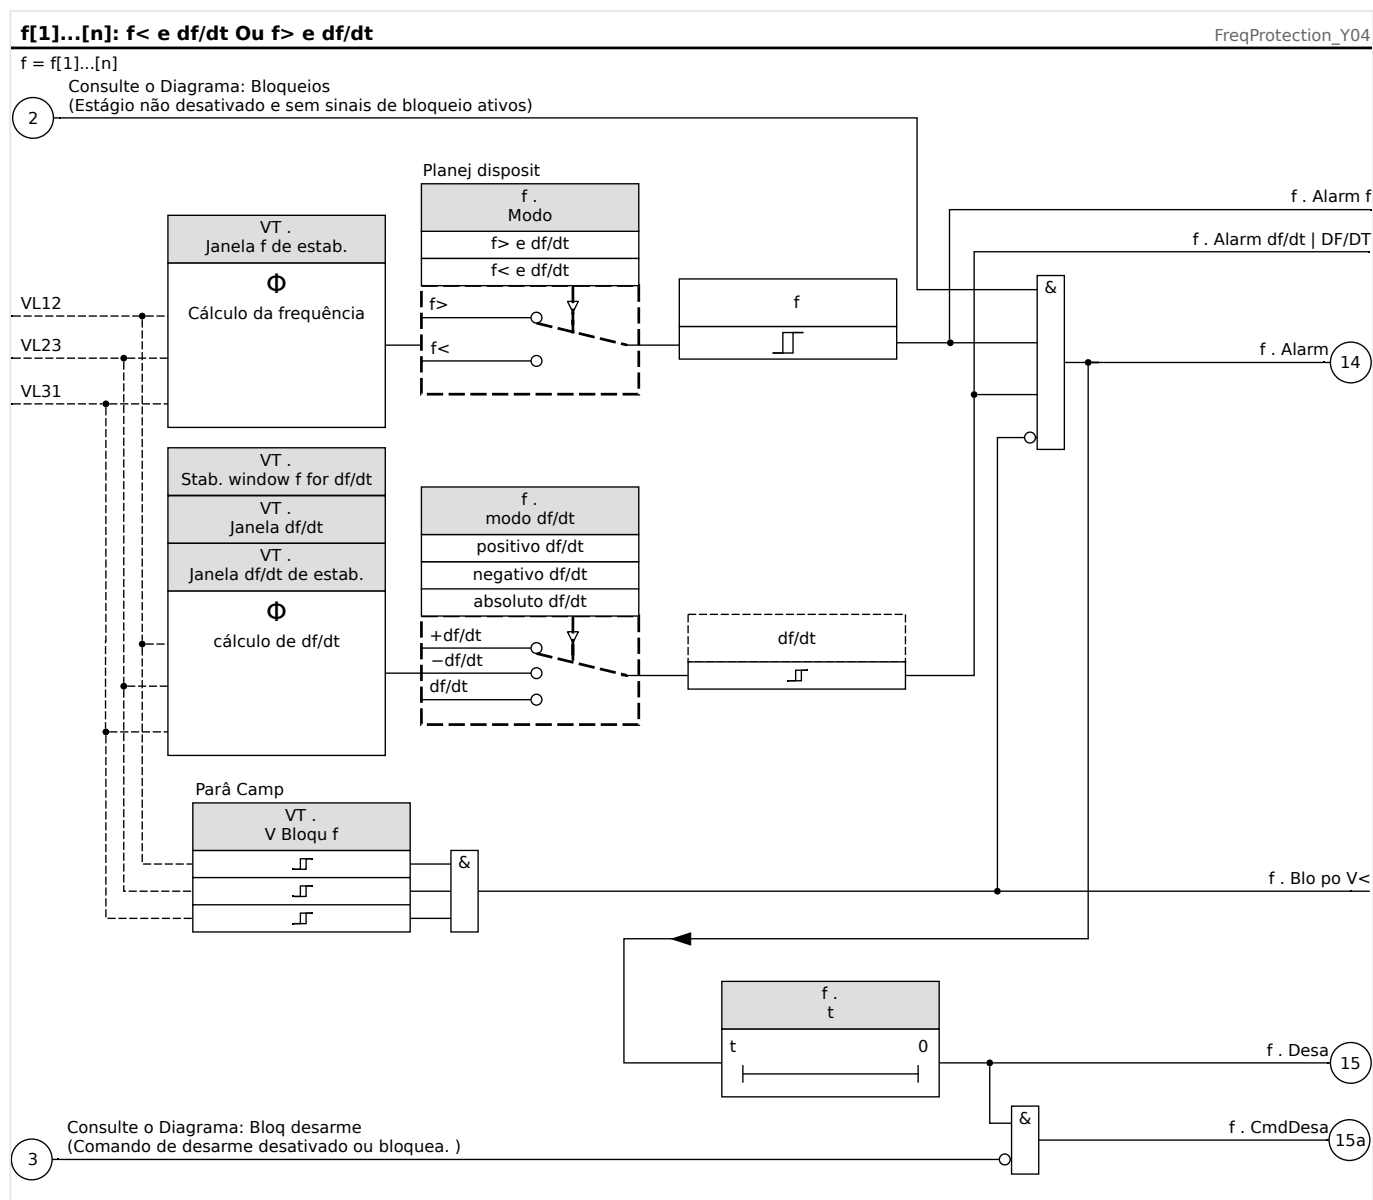 f[1]...[n]: f< e df/dt Ou f> e df/dt
FreqProtection_Y04
f = f[1]...[n]
Consulte o Diagrama: Bloqueios
(Estágio não desativado e sem sinais de bloqueio ativos)
2
Planej disposit
f .
Modo
f> e df/dt
f< e df/dt
f>
f<
VT .
Janela f de estab.
Φ
Cálculo da frequência
VL12
VL23
VL31
f
f . Alarm f
f . Alarm df/dt | DF/DT
&
f . Alarm
14
VT .
Stab. window f for df/dt
VT .
Janela df/dt
VT .
Janela df/dt de estab.
Φ
cálculo de df/dt
f .
modo df/dt
positivo df/dt
negativo df/dt
absoluto df/dt
+df/dt
−df/dt
df/dt
df/dt
Parâ Camp
VT .
V Bloqu f
&
f . Blo po V<
f .
t
t
0
f . Desa
15
Consulte o Diagrama: Bloq desarme
(Comando de desarme desativado ou bloquea. )
3
&
f . CmdDesa
15a